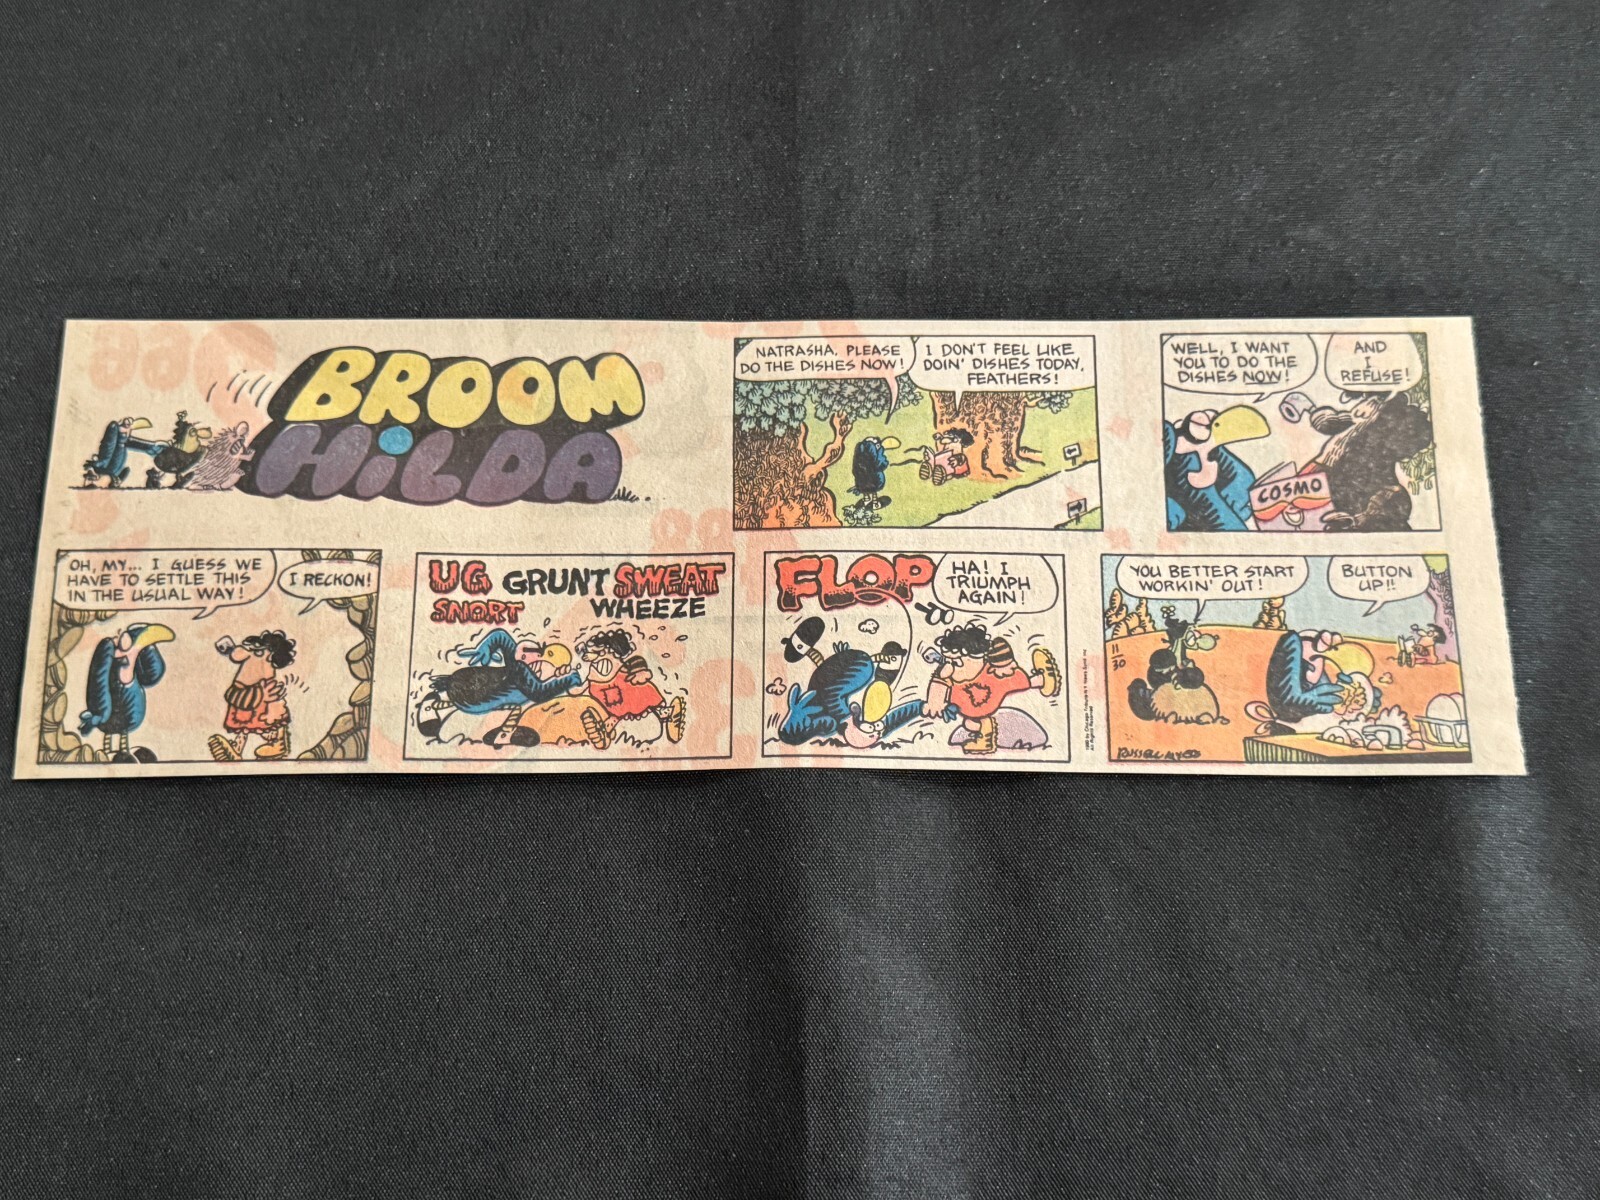 BROOM
HILDA
NATRASHA, PLEASE
DO THE DISHES NOW!
I DON'T FEEL LIKE
DOIN' DISHES TODAY,
FEATHERS!
WELL, I WANT
YOU TO DO THE
DISHES NOW!
AND
I
REFUSE!
COSMO
OH, MY... I GUESS WE
HAVE TO SETTLE THIS
IN THE USUAL WAY!
I RECKON!
UG GRUNT SWEAT
SNORT WHEEZE
FLOP
HA! I
TRIUMPH
AGAIN!
YOU BETTER START
WORKIN' OUT!
BUTTON
UP!!
11
30
RUSSELL MYERS